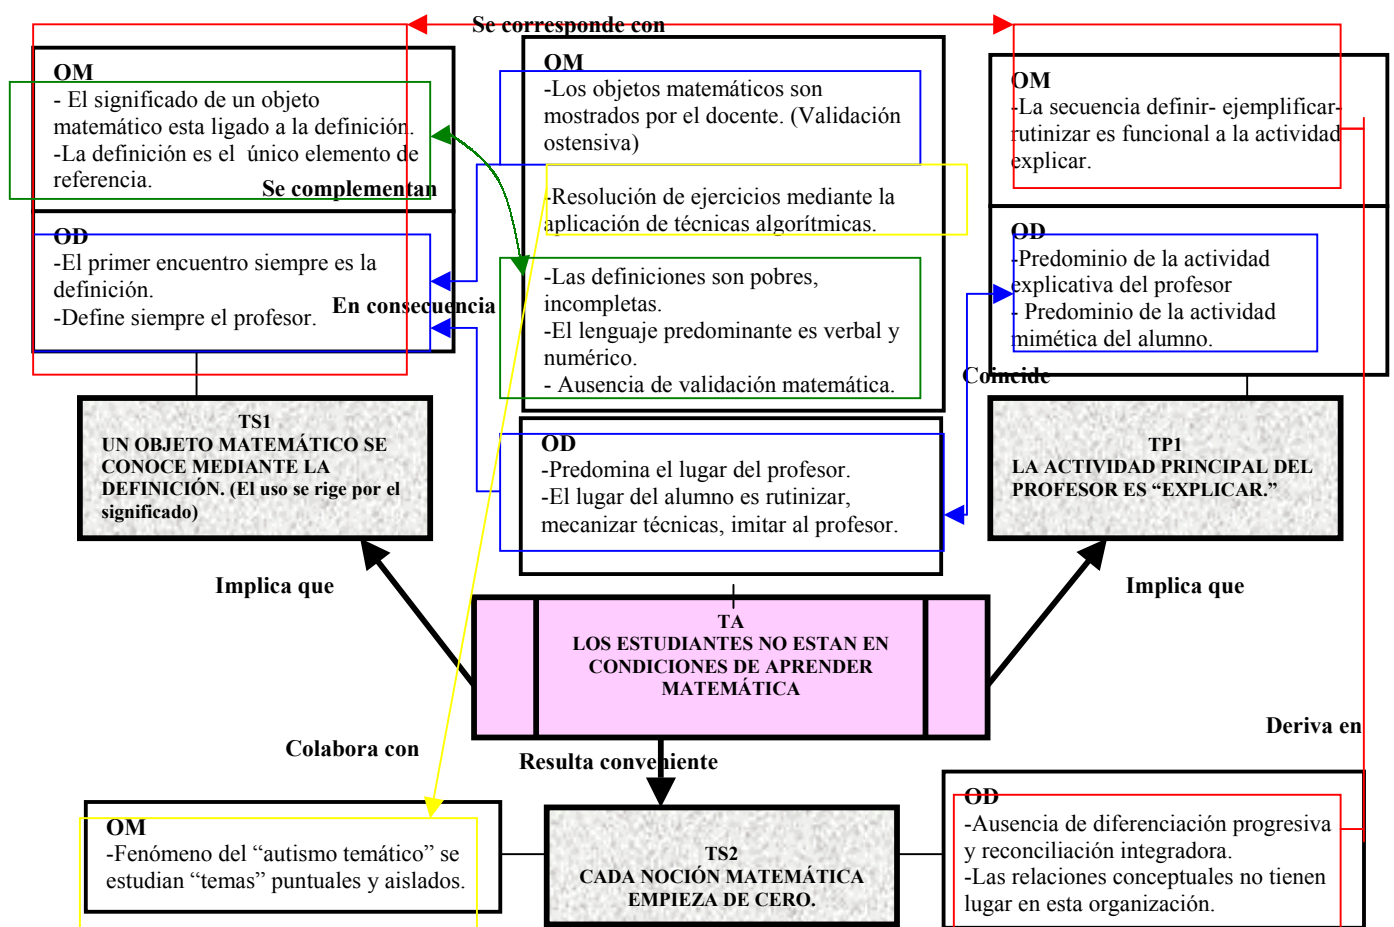 Se corresponde con
OM
- El significado de un objeto
matemático esta ligado a la definición.
-La definición es el  único elemento de
referencia.
Se complementan
OD
-El primer encuentro siempre es la
definición.
-Define siempre el profesor.
En consecuencia
TS1
UN OBJETO MATEMÁTICO SE
CONOCE MEDIANTE LA
DEFINICIÓN. (El uso se rige por el
significado)
OM
-Los objetos matemáticos son
mostrados por el docente. (Validación
ostensiva)
-Resolución de ejercicios mediante la
aplicación de técnicas algorítmicas.
-Las definiciones son pobres,
incompletas.
-El lenguaje predominante es verbal y
numérico.
- Ausencia de validación matemática.
OD
-Predomina el lugar del profesor.
-El lugar del alumno es rutinizar,
mecanizar técnicas, imitar al profesor.
OM
-La secuencia definir- ejemplificar-
rutinizar es funcional a la actividad
explicar.
OD
-Predominio de la actividad
explicativa del profesor
- Predominio de la actividad
mimética del alumno.
Coincide
TP1
LA ACTIVIDAD PRINCIPAL DEL
PROFESOR ES “EXPLICAR.”
Implica que
Implica que
TA
LOS ESTUDIANTES NO ESTAN EN
CONDICIONES DE APRENDER
MATEMÁTICA
Deriva en
Colabora con
Resulta conveniente
OM
-Fenómeno del “autismo temático” se
estudian “temas” puntuales y aislados.
TS2
CADA NOCIÓN MATEMÁTICA
EMPIEZA DE CERO.
OD
-Ausencia de diferenciación progresiva
y reconciliación integradora.
-Las relaciones conceptuales no tienen
lugar en esta organización.